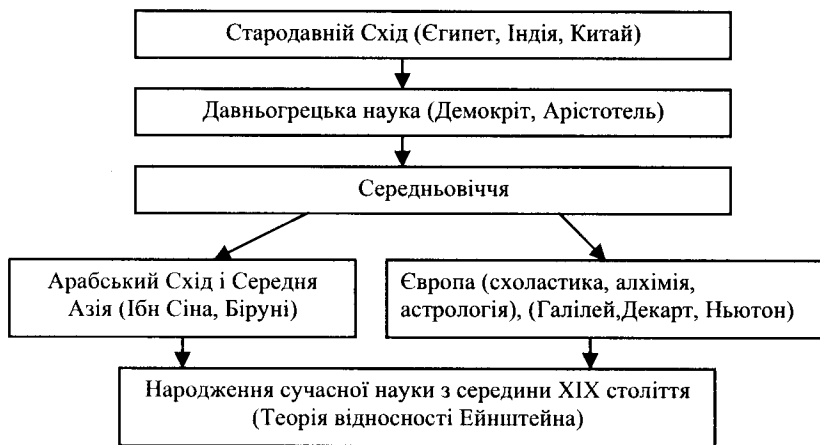 Стародавній Схід (Єгипет, Індія, Китай)
Давньогрецька наука (Демокріт, Арістотель)
Середньовіччя
Арабський Схід і Середня
Азія (Ібн Сіна, Біруні)
Європа (схоластика, алхімія,
астрологія), (Галілей,Декарт, Ньютон)
Народження сучасної науки з середини XIX століття
(Теорія відносності Ейнштейна)